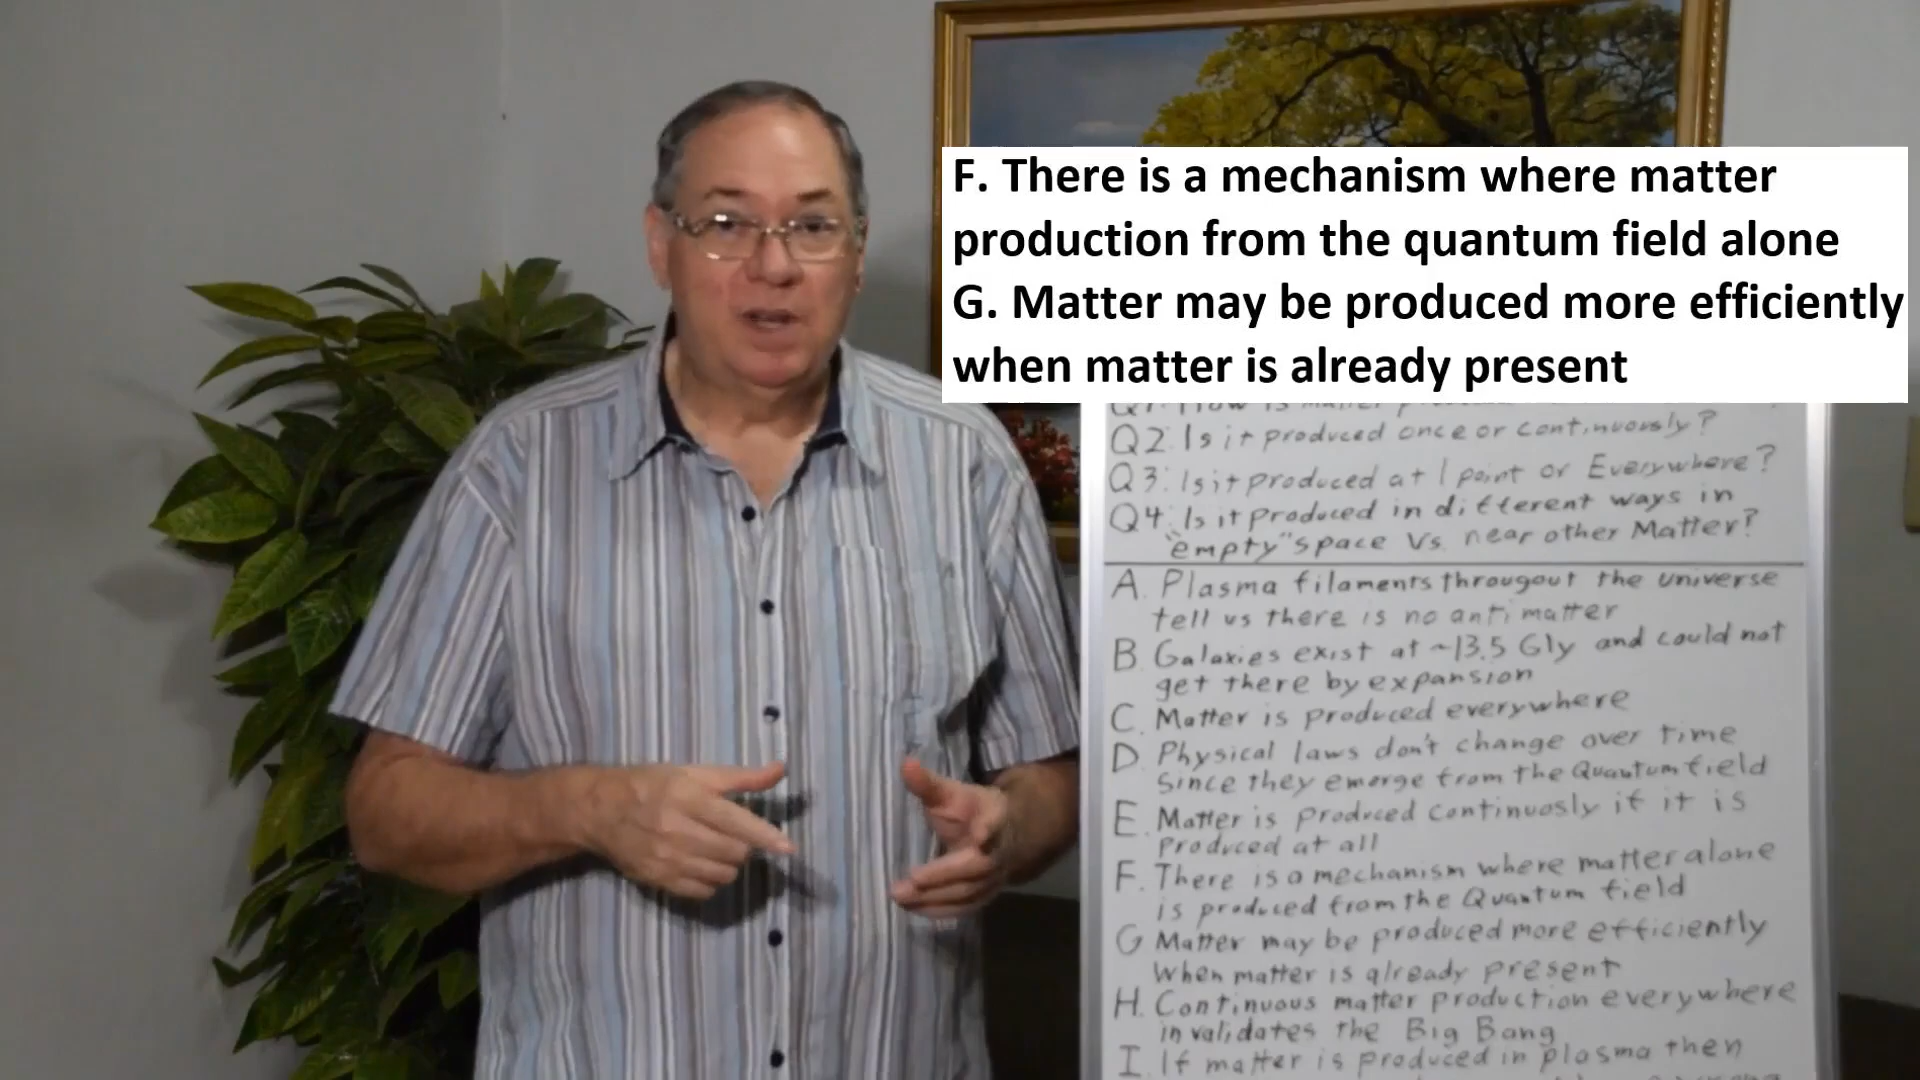 F. There is a mechanism where matter
production from the quantum field alone
G. Matter may be produced more efficiently
when matter is already present
Q1. How is matter
Q2. Is it produced once or continuously?
Q3: Is it produced at 1 point or Everywhere?
Q4. Is it produced in different ways in
"empty" space Vs. near other Matter?
A. Plasma filaments througout the universe
tell us there is no anti matter
B. Galaxies exist at ~13.5 Gly and could not
get there by expansion
C. Matter is produced everywhere
D. Physical laws don't change over time
Since they emerge from the Quantum field
E. Matter is produced continuosly if it is
produced at all
F. There is a mechanism where matter alone
is produced from the Quantum field
G Matter may be produced more efficiently
when matter is already present
H. Continuous matter production everywhere
invalidates the Big Bang
I. If matter is produced in plasma then